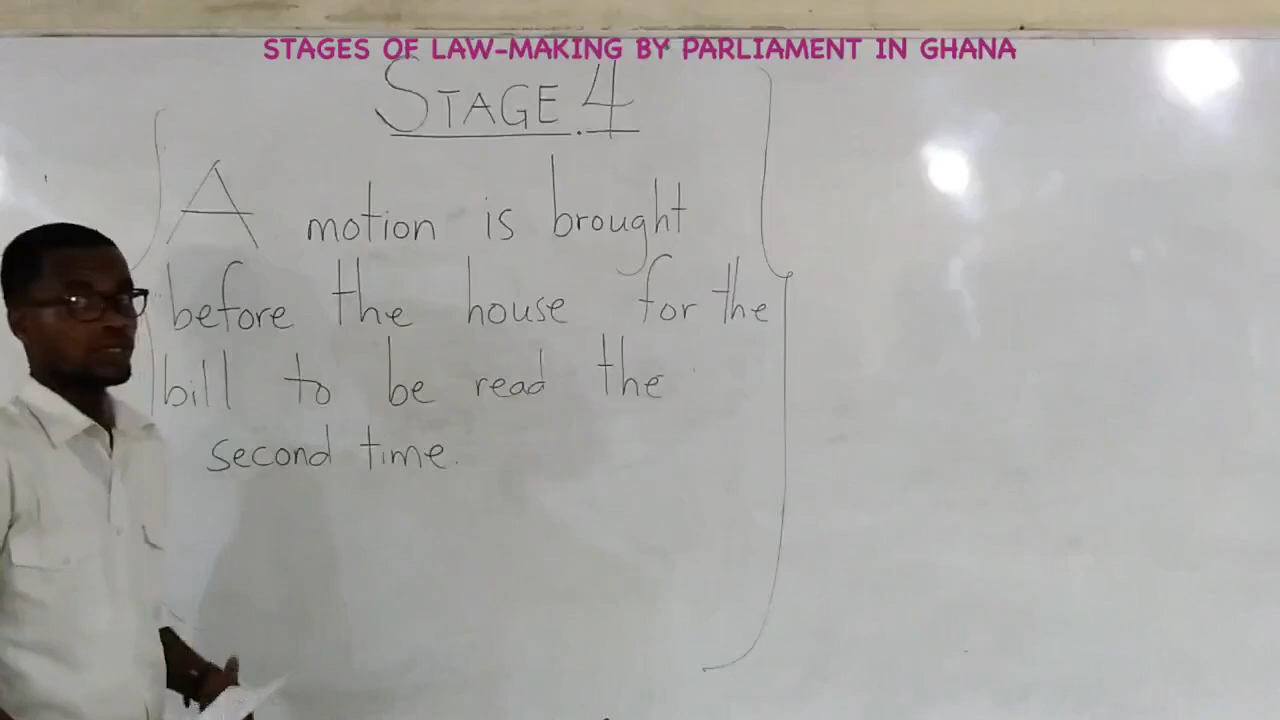 STAGES OF LAW-MAKING BY PARLIAMENT IN GHANA
STAGE 4
A motion is brought
before the house for the
bill to be read the
second time.